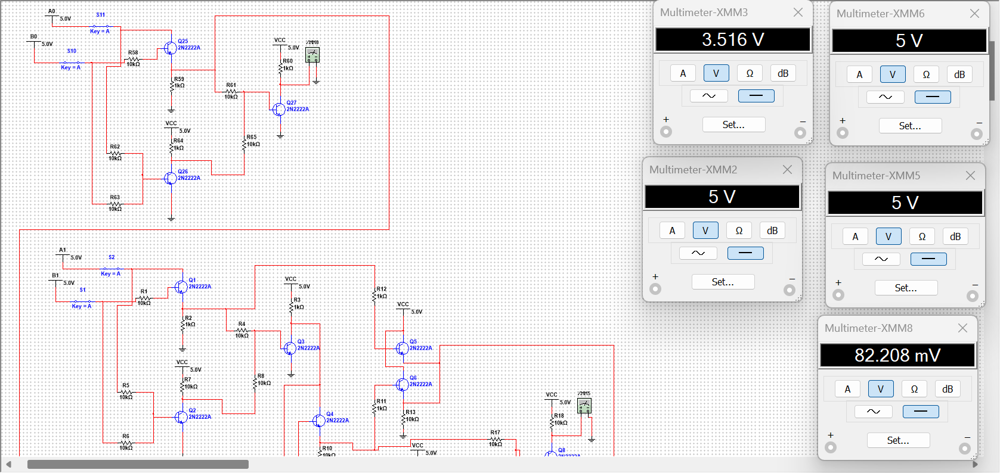 A0
5.0V
S11
Key = A
B0
5.0V
S10
Key = A
R58
10kΩ
Q25
2N2222A
R59
1kΩ
VCC
5.0V
R60
1kΩ
XMM8
R61
10kΩ
Q27
2N2222A
VCC
5.0V
R64
1kΩ
R65
10kΩ
R62
10kΩ
Q26
2N2222A
R63
10kΩ
A1
5.0V
S2
Key = A
B1
5.0V
S1
Key = A
R1
10kΩ
Q1
2N2222A
R2
1kΩ
R4
10kΩ
VCC
5.0V
R3
1kΩ
Q3
2N2222A
R12
1kΩ
VCC
5.0V
Q5
2N2222A
Q6
2N2222A
VCC
5.0V
R7
1kΩ
R8
10kΩ
R5
10kΩ
Q2
2N2222A
R6
10kΩ
R11
1kΩ
R13
10kΩ
Q4
2N2222A
R10
10kΩ
VCC
5.0V
R17
10kΩ
VCC
5.0V
R18
10kΩ
XMM5
Q8
2N2222A
Multimeter-XMM3
3.516 V
A V Ω dB
+ Set... −
Multimeter-XMM6
5 V
A V Ω dB
+ Set... −
Multimeter-XMM2
5 V
A V Ω dB
+ Set... −
Multimeter-XMM5
5 V
A V Ω dB
+ Set... −
Multimeter-XMM8
82.208 mV
A V Ω dB
+ Set... −